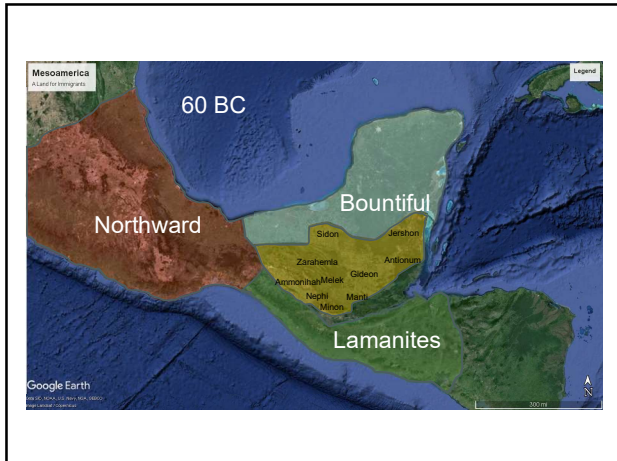 Mesoamerica
A Land for Immigrants
Legend
60 BC
Bountiful
Northward
Sidon
Jershon
Zarahemla
Antionum
Gideon
Ammonihah
Melek
Nephi
Manti
Minon
Lamanites
Google Earth
N
300 mi